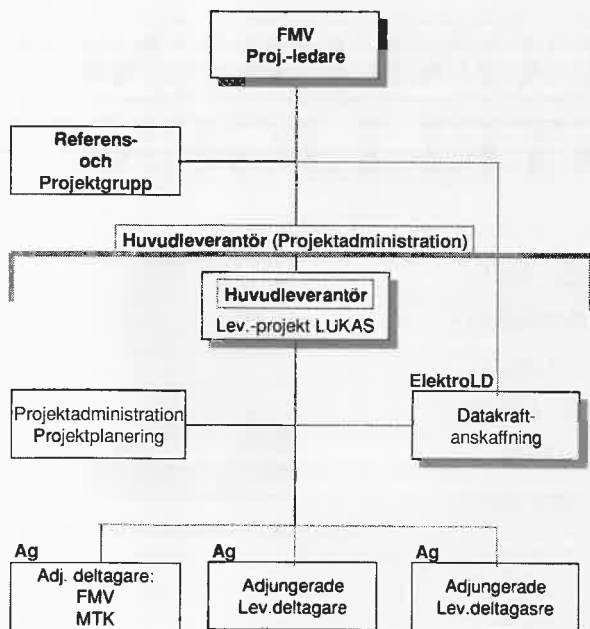 FMV
Proj.-ledare
Referens-
och
Projektgrupp
Huvudleverantör (Projektadministration)
Huvudleverantör
Lev.-projekt LUKAS
ElektroLD
Projektadministration
Projektplanering
Datakraft-
anskaffning
Ag
Adj. deltagare:
FMV
MTK
Ag
Adjungerade
Lev.deltagare
Ag
Adjungerade
Lev.deltagasre